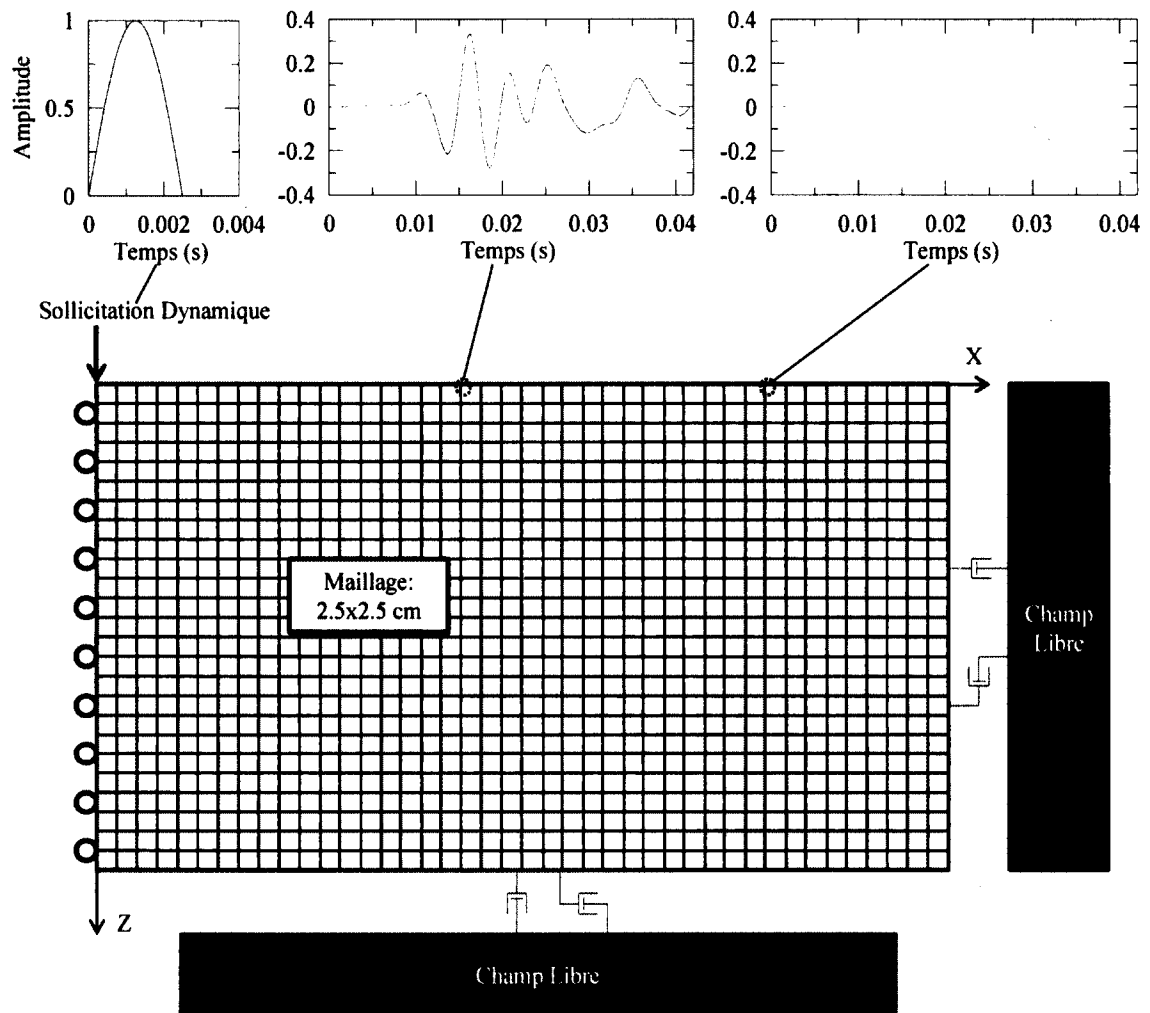 Amplitude
1
0.5
0
0
0.002
0.004
Temps (s)
0.4
0.2
0
-0.2
-0.4
0
0.01
0.02
0.03
0.04
Temps (s)
0.4
0.2
0
-0.2
-0.4
0
0.01
0.02
0.03
0.04
Temps (s)
Sollicitation Dynamique
X
Maillage:
2.5x2.5 cm
Champ
Libre
Z
Champ Libre